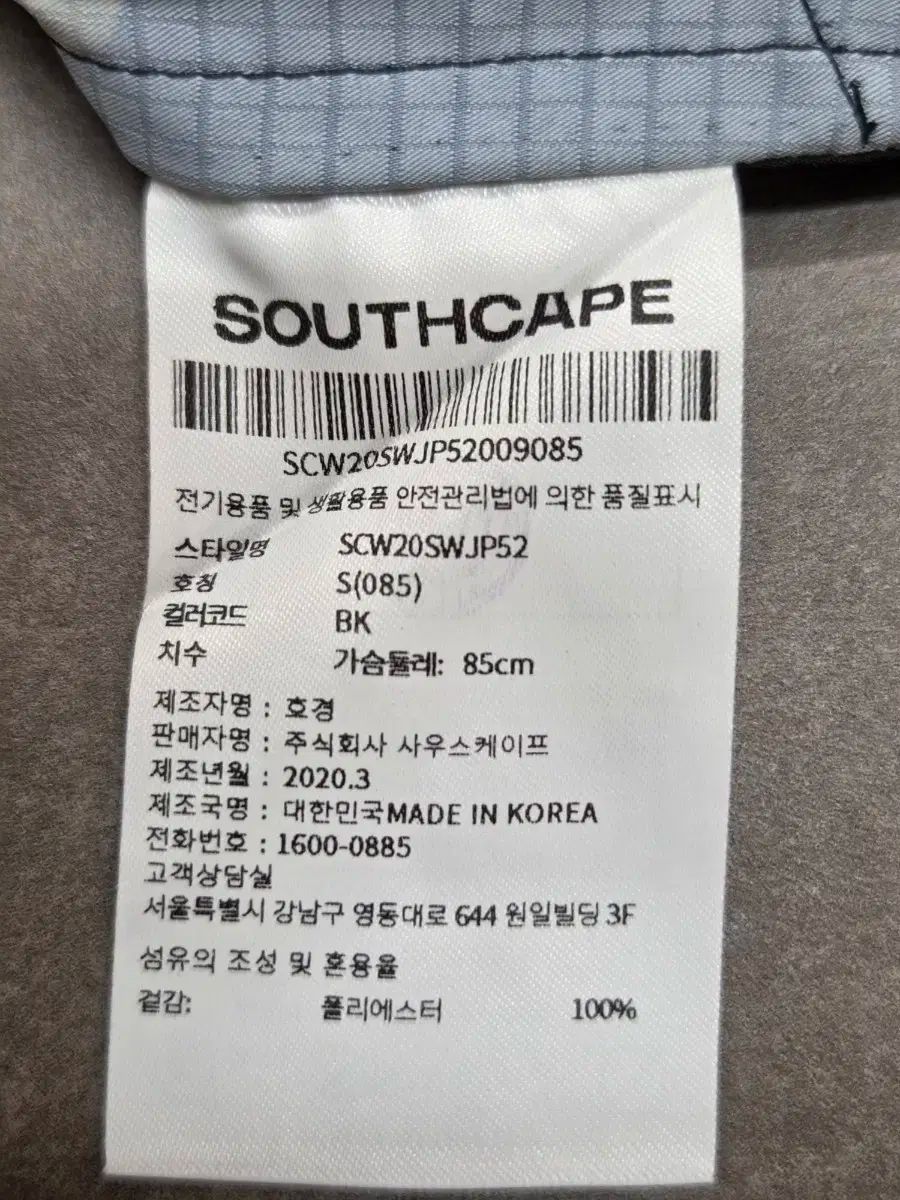 SOUTHCAPE
SCW20SWJP52009085
전기용품 및 생활용품 안전관리법에 의한 품질표시
스타일명 SCW20SWJP52
호칭 S(085)
컬러코드 BK
치수 가슴둘레: 85cm
제조자명 : 호경
판매자명 : 주식회사 사우스케이프
제조년월 : 2020.3
제조국명 : 대한민국MADE IN KOREA
전화번호 : 1600-0885
고객상담실
서울특별시 강남구 영동대로 644 원일빌딩 3F
섬유의 조성 및 혼용율
겉감: 폴리에스터 100%